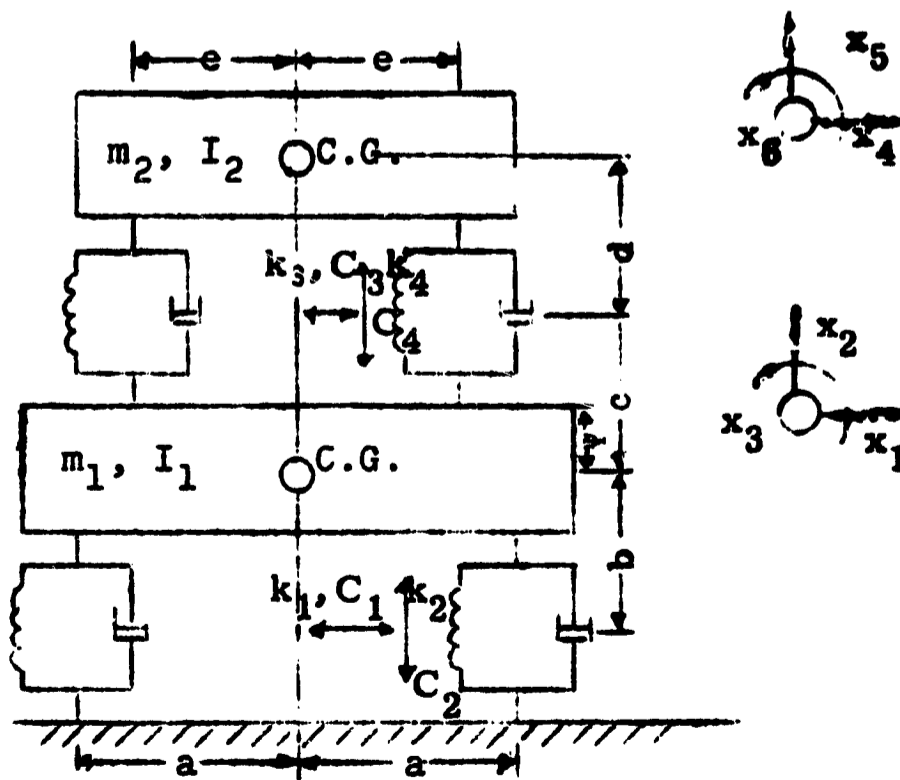 e e
x5
m2, I2 C.G.
x6 x4
d
k3, C3 k4
C4
x2
c
x3 x1
m1, I1 C.G.
b
k1, C1 k2
C2
a a